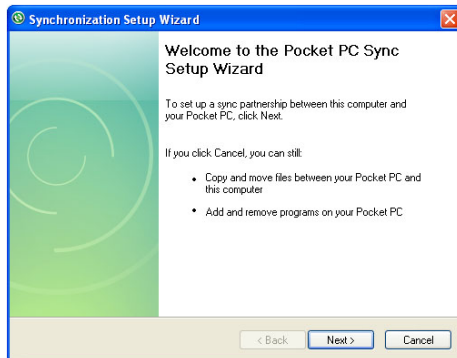 Synchronization Setup Wizard
Welcome to the Pocket PC Sync
Setup Wizard
To set up a sync partnership between this computer and
your Pocket PC, click Next.
If you click Cancel, you can still:
• Copy and move files between your Pocket PC and
this computer
• Add and remove programs on your Pocket PC
< Back Next > Cancel